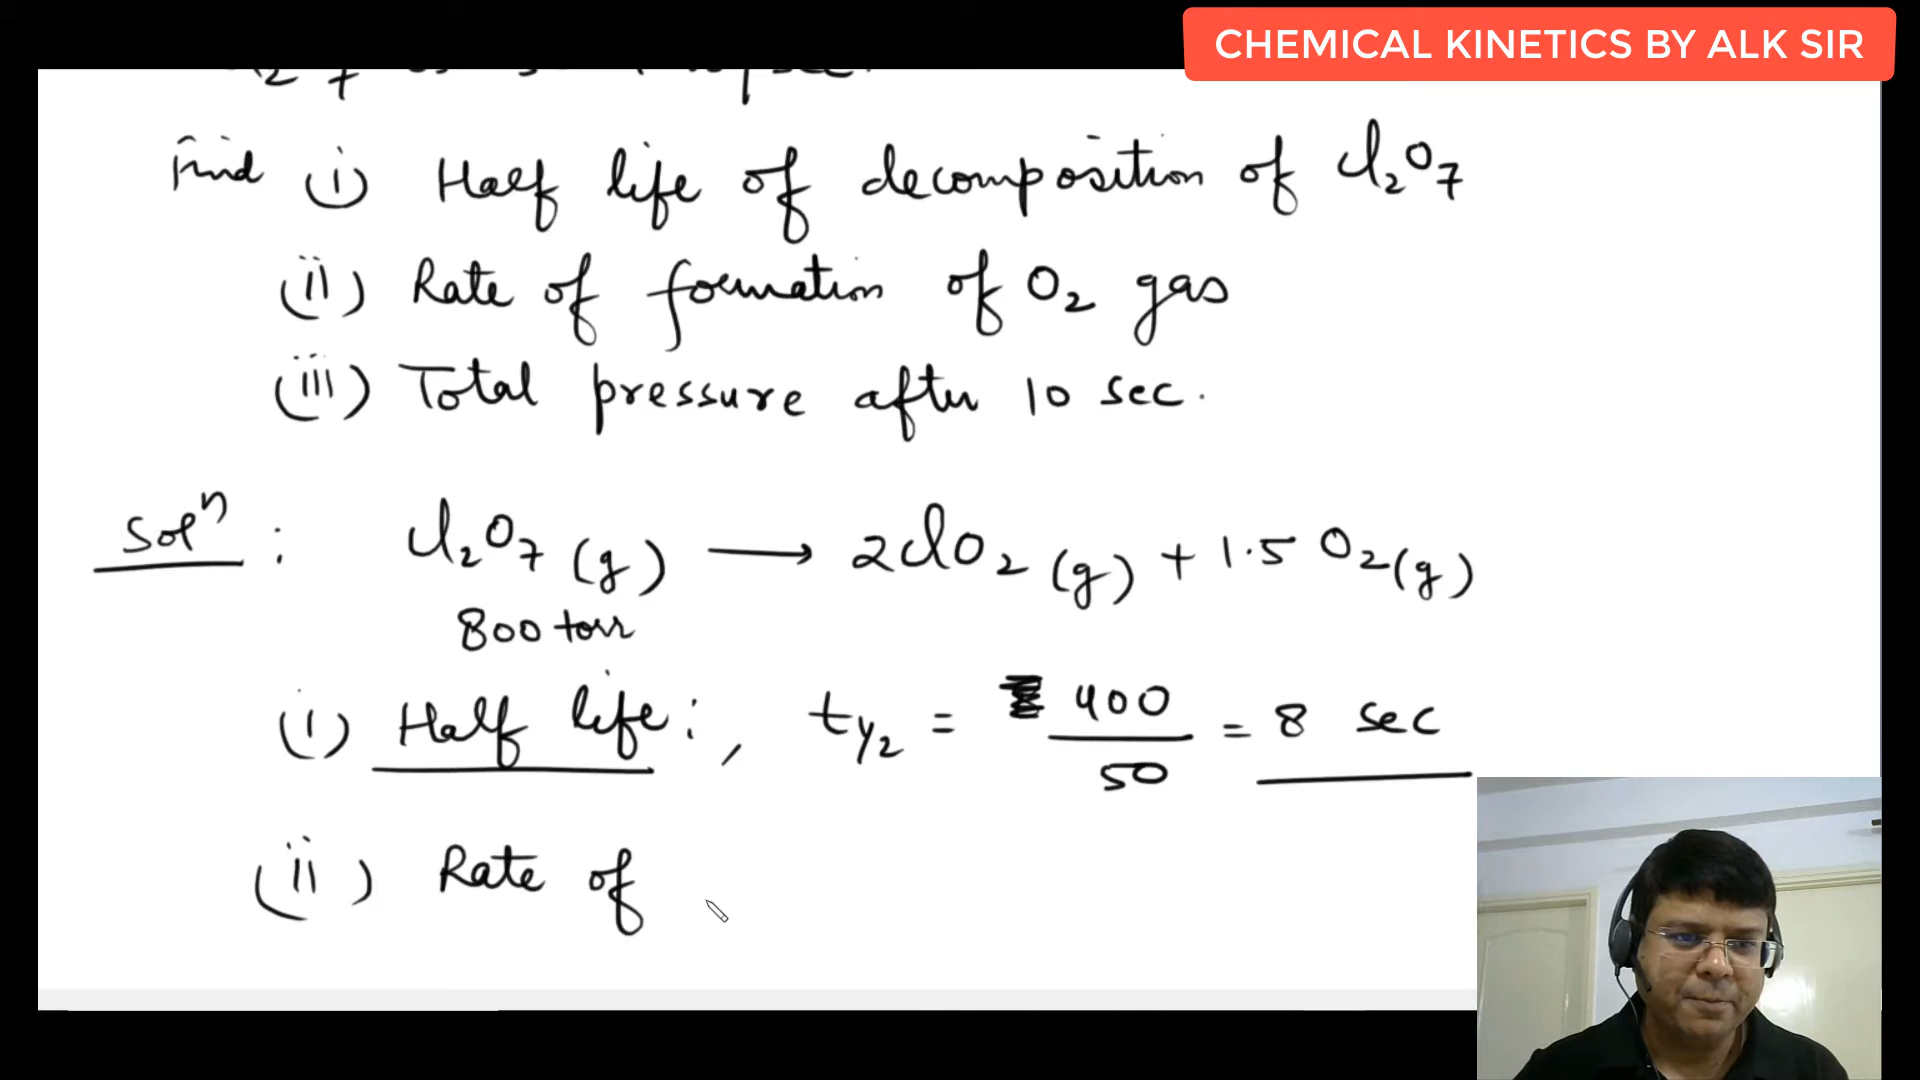 CHEMICAL KINETICS BY ALK SIR
Find (i) Half life of decomposition of Cl2O7
(ii) Rate of formation of O2 gas
(iii) Total pressure after 10 sec.
Solⁿ : Cl2O7 (g) ⟶ 2ClO2 (g) + 1.5 O2(g)
800 torr
(i) Half life : , t1/2 = 400/50 = 8 sec
(ii) Rate of